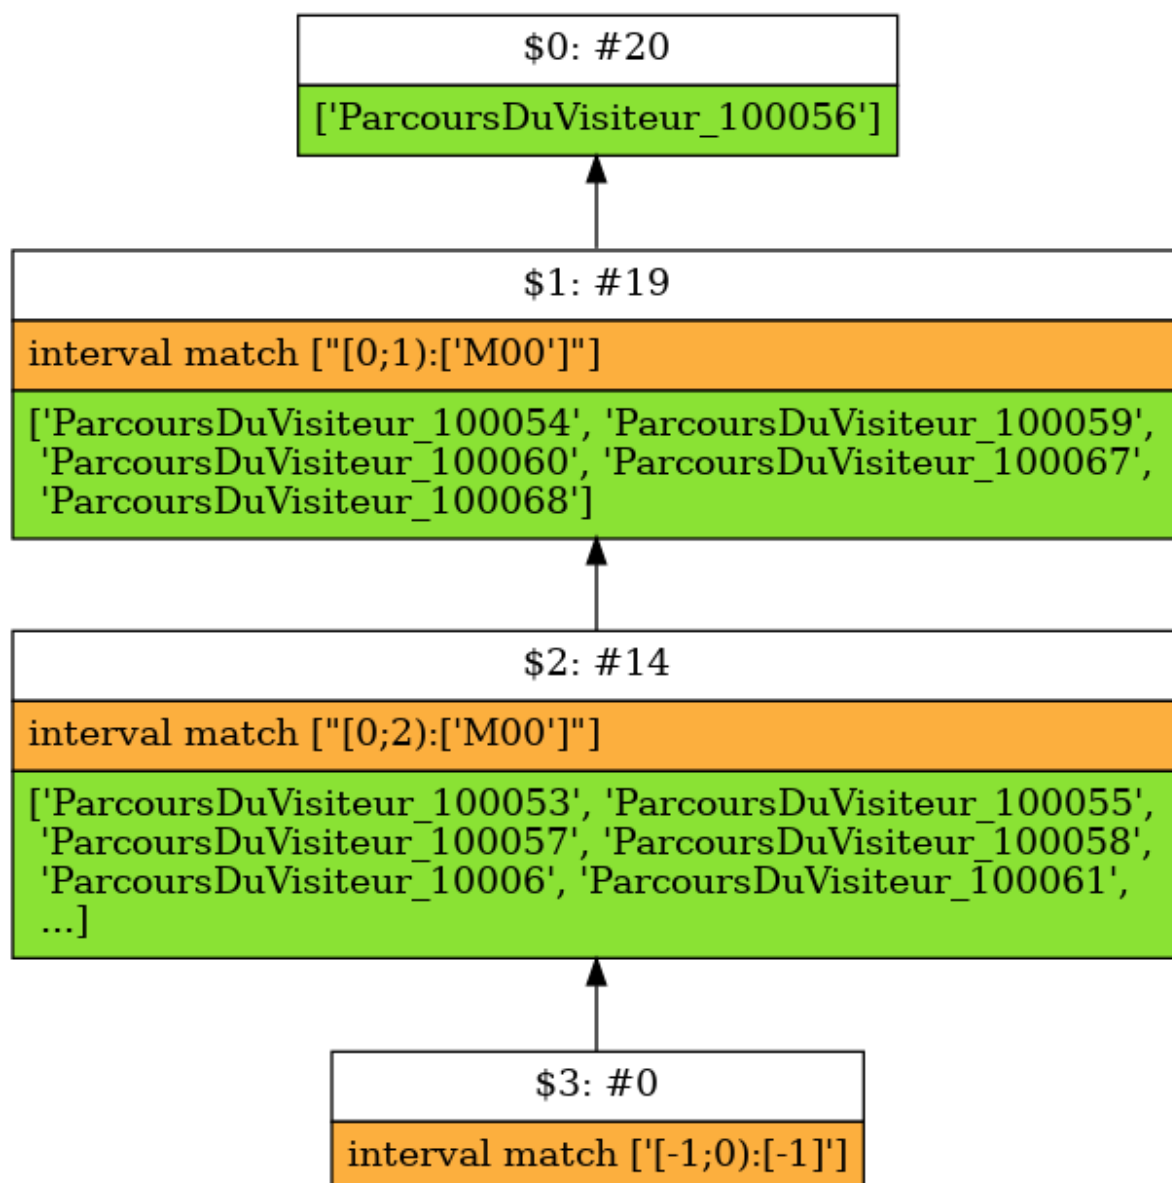 $0: #20
['ParcoursDuVisiteur_100056']
$1: #19
interval match ["[0;1):['M00']"]
['ParcoursDuVisiteur_100054', 'ParcoursDuVisiteur_100059',
'ParcoursDuVisiteur_100060', 'ParcoursDuVisiteur_100067',
'ParcoursDuVisiteur_100068']
$2: #14
interval match ["[0;2):['M00']"]
['ParcoursDuVisiteur_100053', 'ParcoursDuVisiteur_100055',
'ParcoursDuVisiteur_100057', 'ParcoursDuVisiteur_100058',
'ParcoursDuVisiteur_10006', 'ParcoursDuVisiteur_100061',
...]
$3: #0
interval match ['[-1;0):[-1]']